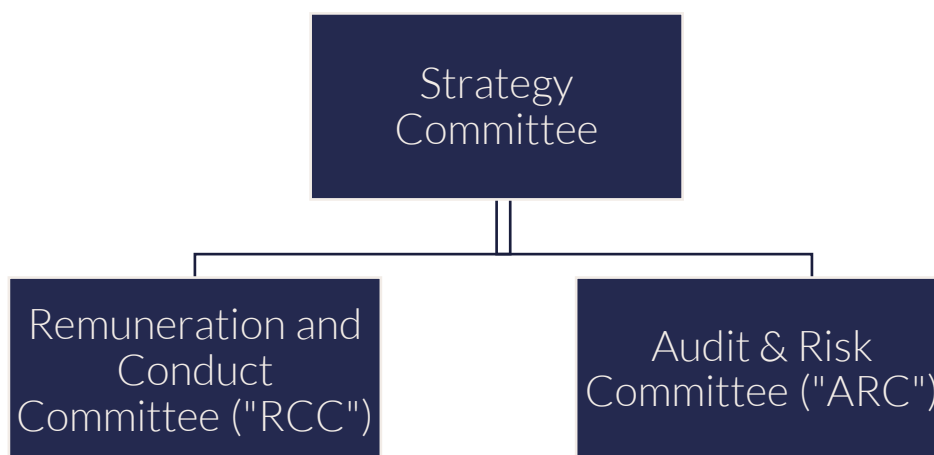 Strategy
Committee
Remuneration and
Conduct
Committee ("RCC")
Audit & Risk
Committee ("ARC")